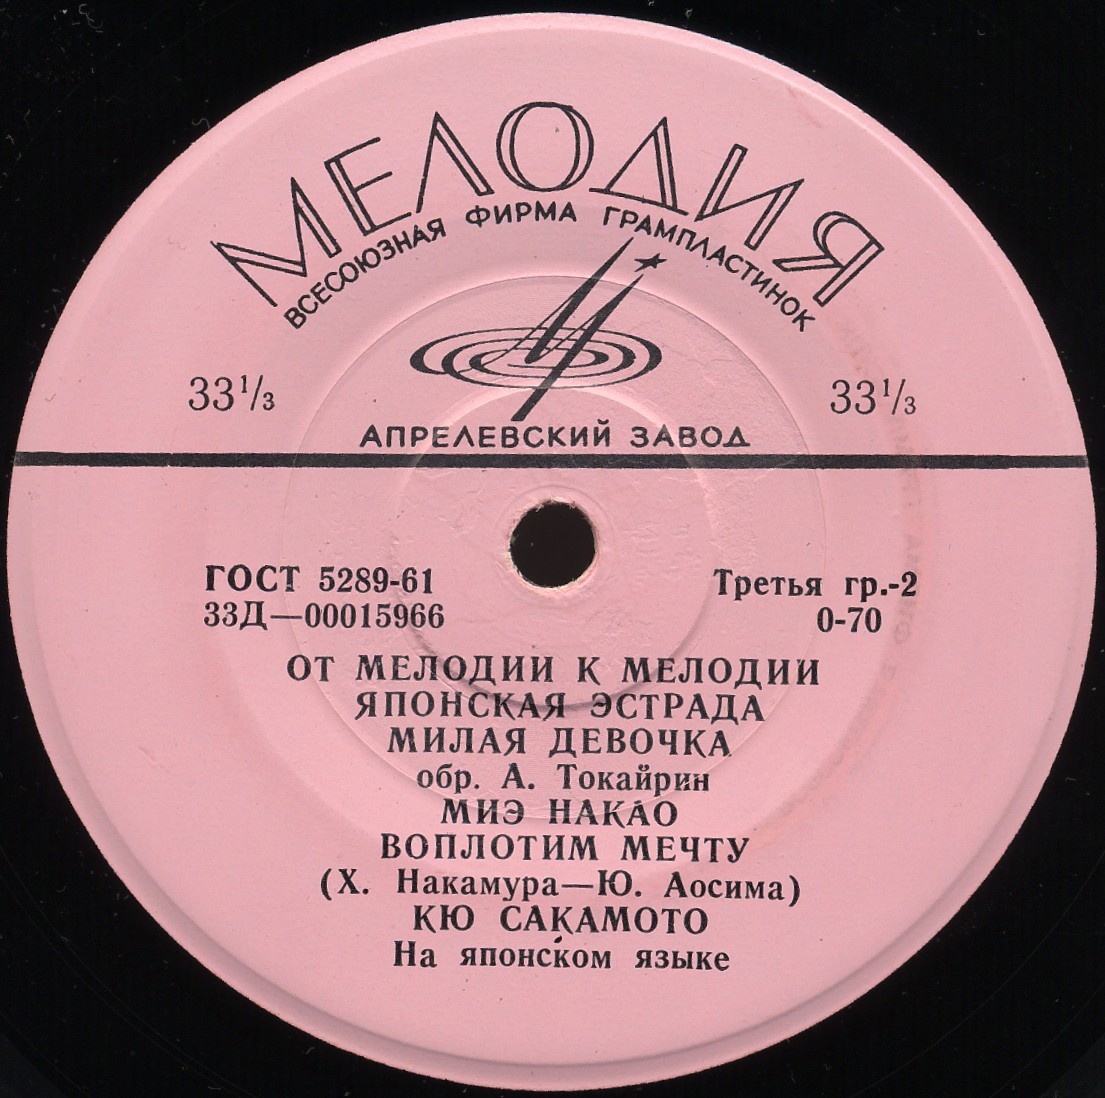 МЕЛОДИЯ
ВСЕСОЮЗНАЯ ФИРМА ГРАМПЛАСТИНОК
33⅓ 33⅓
АПРЕЛЕВСКИЙ ЗАВОД
ГОСТ 5289-61 Третья гр.-2
33Д—00015966 0-70
ОТ МЕЛОДИИ К МЕЛОДИИ
ЯПОНСКАЯ ЭСТРАДА
МИЛАЯ ДЕВОЧКА
обр. А. Токайрин
МИЭ НАКАО
ВОПЛОТИМ МЕЧТУ
(Х. Накамура—Ю. Аосима)
КЮ САКАМОТО
На японском языке